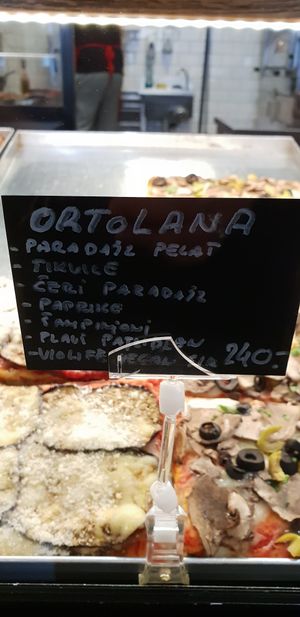 ORTOLANA
- PARADAJZ PELAT
- TIKVICE
- ČERI PARADAJZ
- PAPRIKE
- ŠAMPINJONI
- PLAVI PATLIDŽAN
240.-